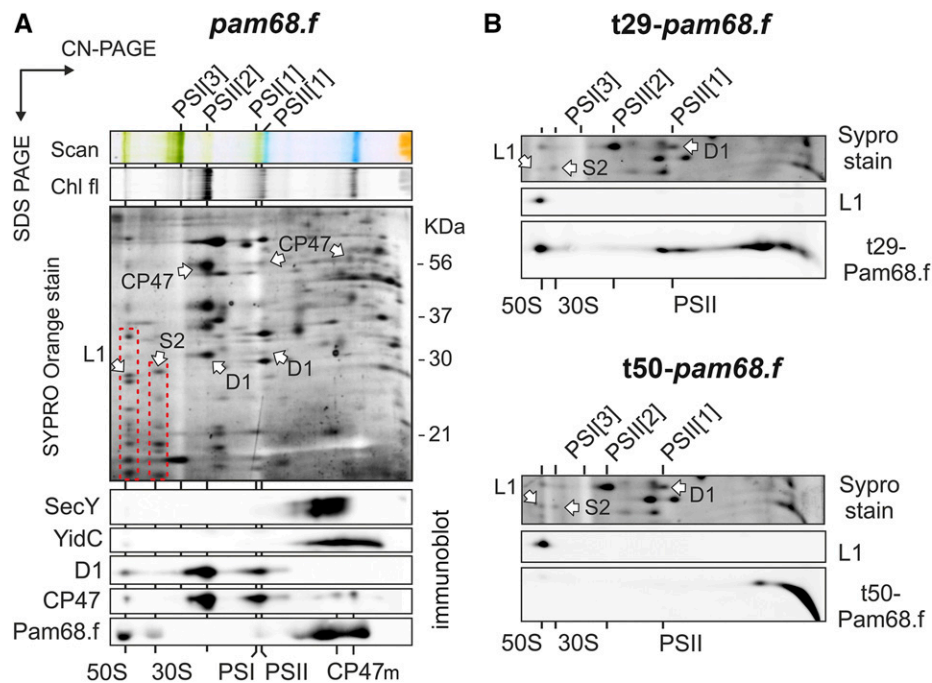 A
pam68.f
CN-PAGE
SDS PAGE
PSI[3]
PSII[2]
PSI[1]
PSII[1]
Scan
Chl fl
SYPRO Orange stain
KDa
CP47
CP47
- 56
- 37
S2
L1
D1
D1
- 30
- 21
SecY
YidC
D1
CP47
Pam68.f
immunoblot
50S 30S PSI PSII CP47m
B
t29-pam68.f
PSI[3]
PSII[2]
PSII[1]
L1
S2
D1
Sypro
stain
L1
t29-
Pam68.f
50S 30S PSII
t50-pam68.f
PSI[3]
PSII[2]
PSII[1]
L1
S2
D1
Sypro
stain
L1
t50-
Pam68.f
50S 30S PSII